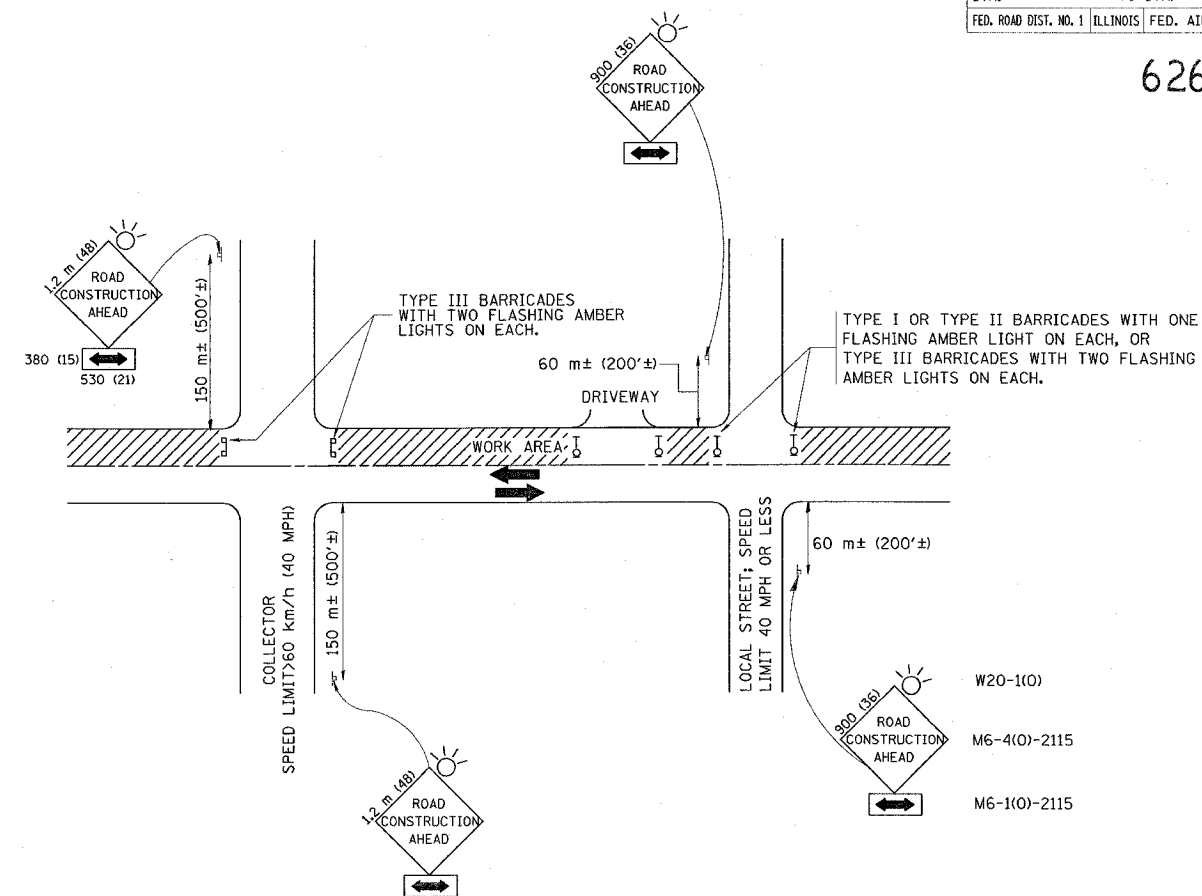 FED. ROAD DIST. NO. 1 ILLINOIS FED. AI
626
900 (36)
ROAD
CONSTRUCTION
AHEAD
1.2 m (48)
ROAD
CONSTRUCTION
AHEAD
380 (15)
530 (21)
150 m± (500'±)
TYPE III BARRICADES
WITH TWO FLASHING AMBER
LIGHTS ON EACH.
60 m± (200'±)
DRIVEWAY
TYPE I OR TYPE II BARRICADES WITH ONE
FLASHING AMBER LIGHT ON EACH, OR
TYPE III BARRICADES WITH TWO FLASHING
AMBER LIGHTS ON EACH.
WORK AREA
COLLECTOR
SPEED LIMIT>60 km/h (40 MPH)
150 m± (500'±)
LOCAL STREET; SPEED
LIMIT 40 MPH OR LESS
60 m± (200'±)
1.2 m (48)
ROAD
CONSTRUCTION
AHEAD
900 (36)
ROAD
CONSTRUCTION
AHEAD
W20-1(O)
M6-4(O)-2115
M6-1(O)-2115